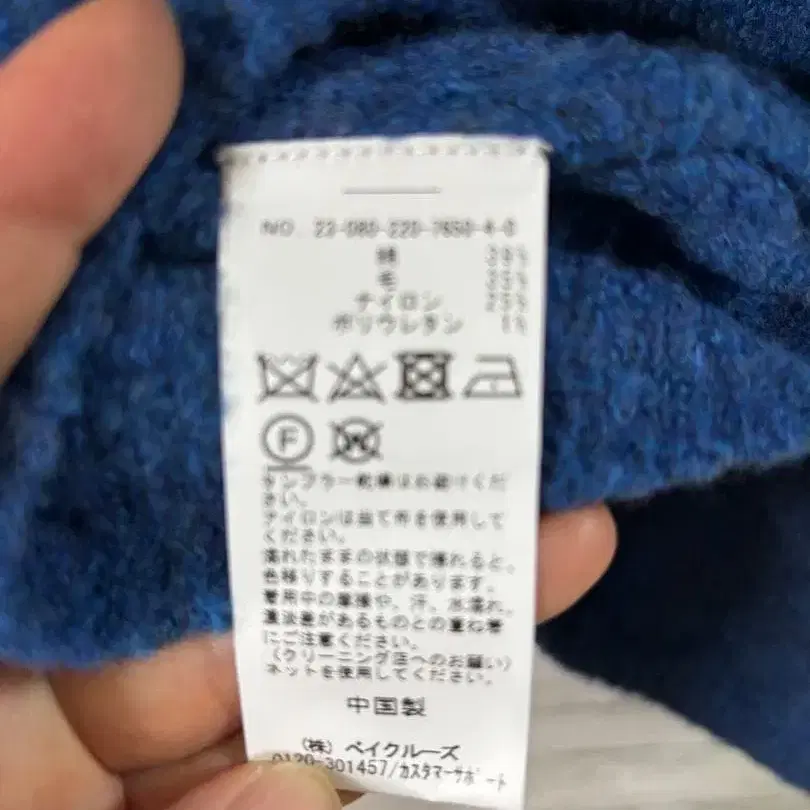 NO. 22-080-220-7650-4-0
綿
毛
ナイロン
ポリウレタン 1%
F
W
タンブラー乾燥はお避けくだ
さい。
アイロンは当て布を使用して
ください。
濡れたままの状態で擦れると、
色移りすることがあります。
着用中の摩擦や、汗、水濡れ、
濃淡差があるものとの重ね着
にご注意ください。
（クリーニング店へのお願い）
ネットを使用してください。
中国製
（株）ベイクルーズ
0120-301457/カスタマーサポート